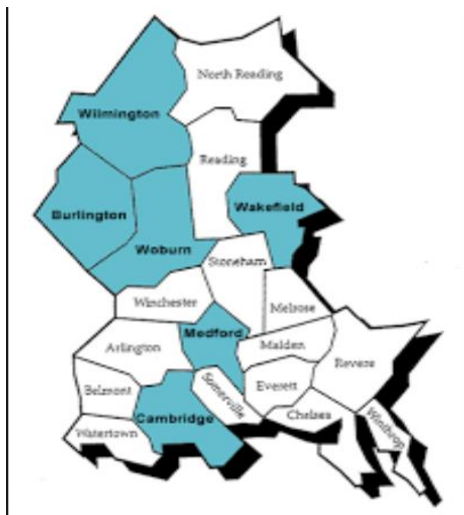 North Reading
Wilmington
Reading
Burlington
Wakefield
Woburn
Stoneham
Winchester
Melrose
Medford
Arlington
Malden
Revere
Belmont
Somerville
Everett
Cambridge
Chelsea
Winthrop
Watertown